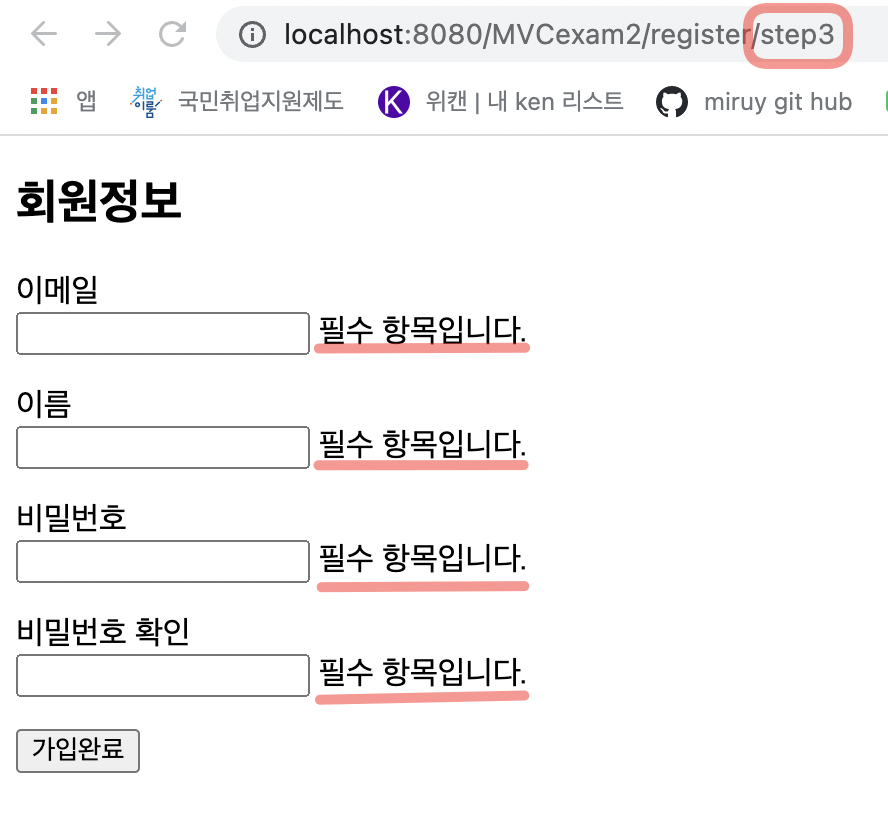 localhost:8080/MVCexam2/register/step3
앱 취업이룸 국민취업지원제도 K 위캔 | 내 ken 리스트 miruy git hub
회원정보
이메일
필수 항목입니다.
이름
필수 항목입니다.
비밀번호
필수 항목입니다.
비밀번호 확인
필수 항목입니다.
가입완료